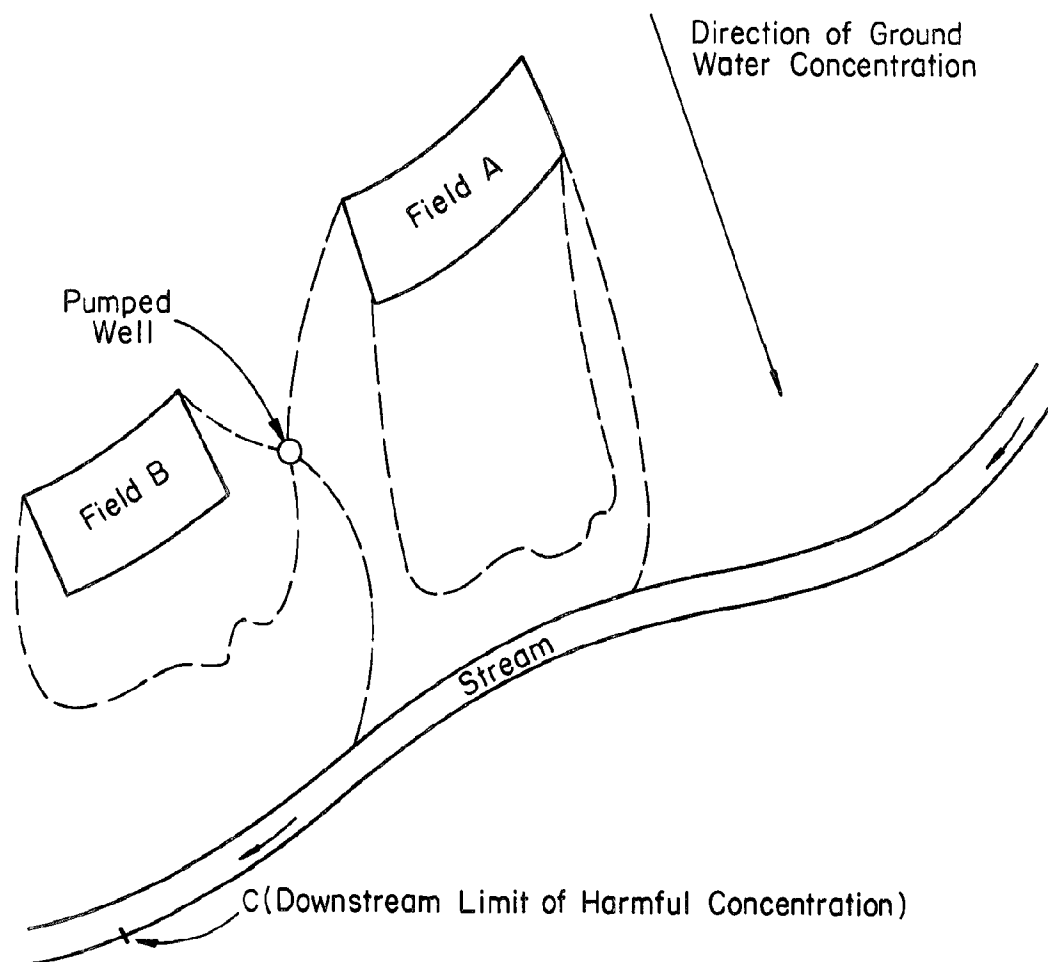 Direction of Ground
Water Concentration
Field A
Pumped
Well
Field B
Stream
C(Downstream Limit of Harmful Concentration)